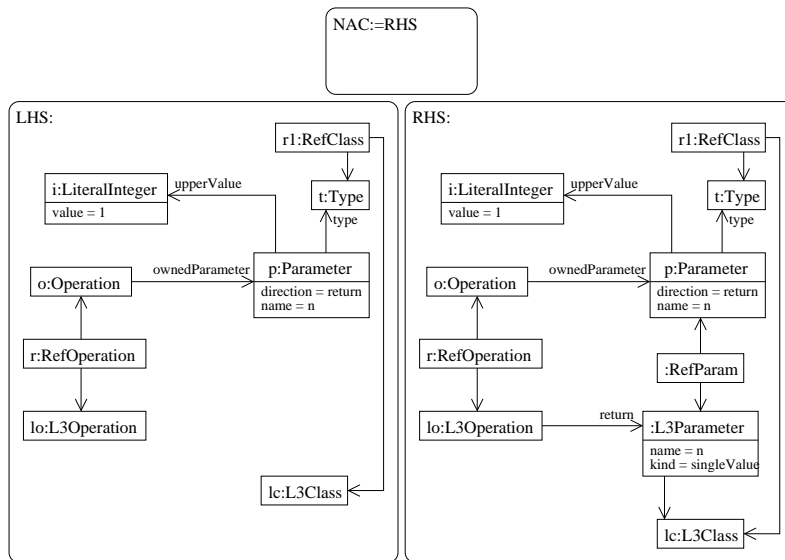 NAC:=RHS
LHS:
r1:RefClass
i:LiteralInteger
value = 1
upperValue
t:Type
type
o:Operation
ownedParameter
p:Parameter
direction = return
name = n
r:RefOperation
lo:L3Operation
lc:L3Class
RHS:
r1:RefClass
i:LiteralInteger
value = 1
upperValue
t:Type
type
o:Operation
ownedParameter
p:Parameter
direction = return
name = n
r:RefOperation
:RefParam
lo:L3Operation
return
:L3Parameter
name = n
kind = singleValue
lc:L3Class